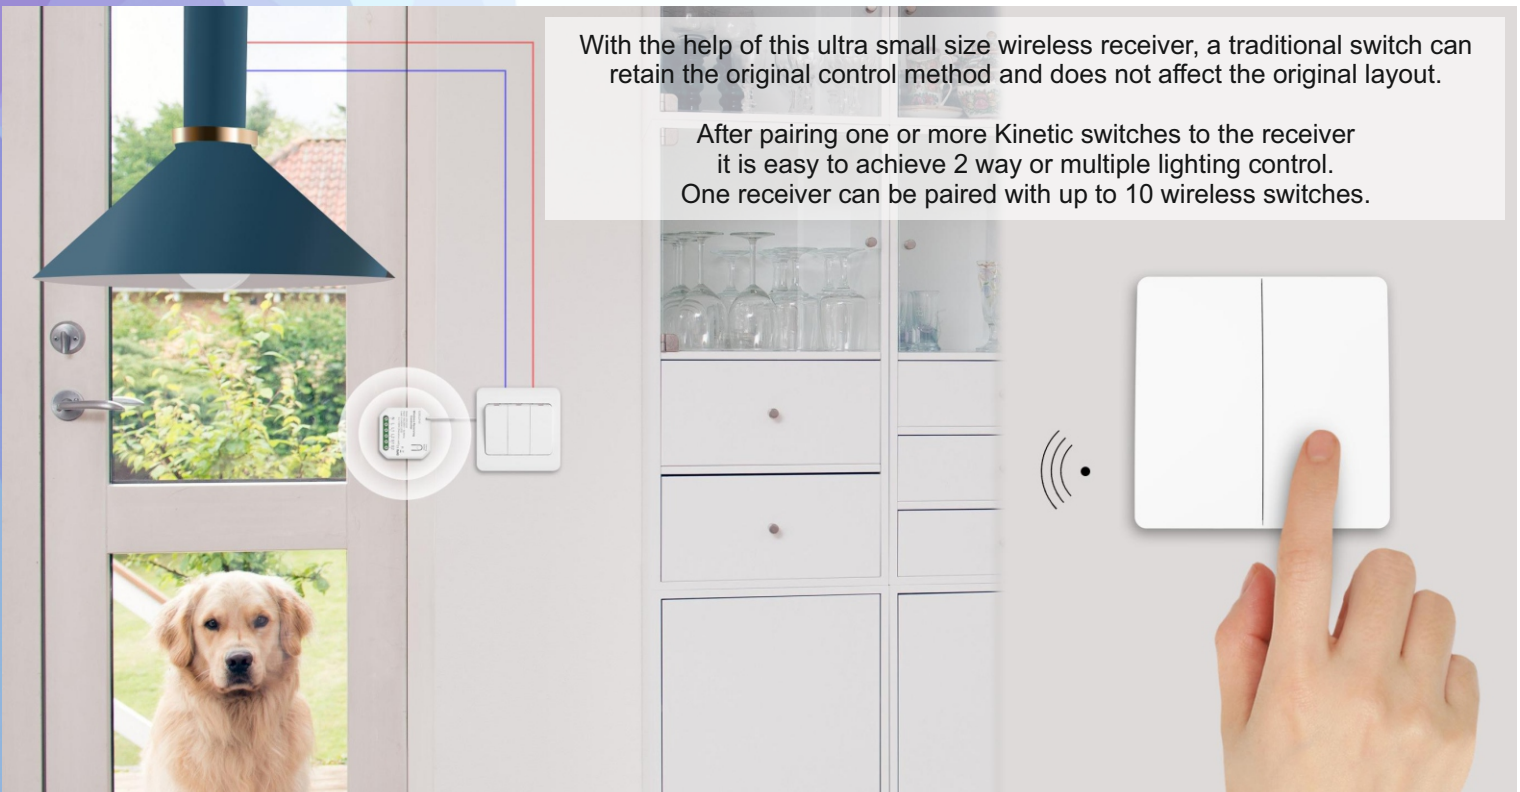 With the help of this ultra small size wireless receiver, a traditional switch can
retain the original control method and does not affect the original layout.
After pairing one or more Kinetic switches to the receiver
it is easy to achieve 2 way or multiple lighting control.
One receiver can be paired with up to 10 wireless switches.